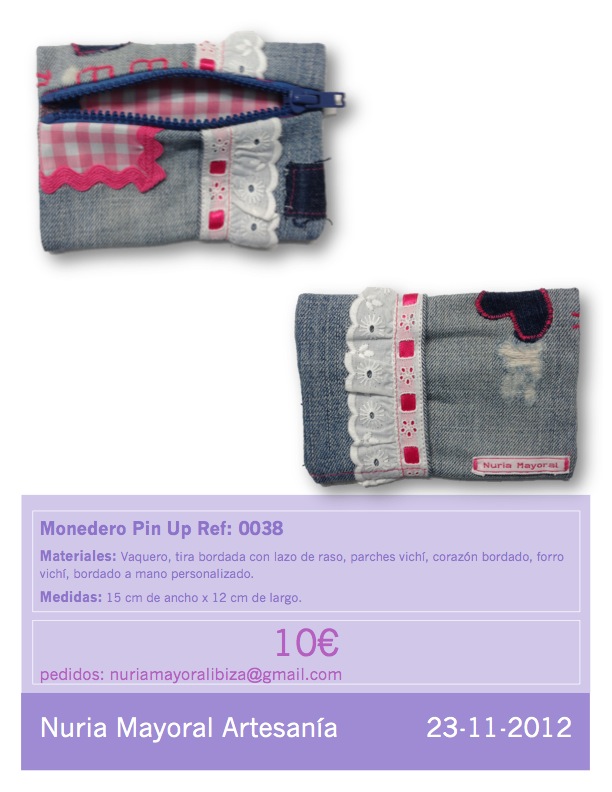 Nuria Mayoral
Monedero Pin Up Ref: 0038
Materiales: Vaquero, tira bordada con lazo de raso, parches vichí, corazón bordado, forro
vichí, bordado a mano personalizado.
Medidas: 15 cm de ancho x 12 cm de largo.
10€
pedidos: nuriamayoralibiza@gmail.com
Nuria Mayoral Artesanía 23-11-2012